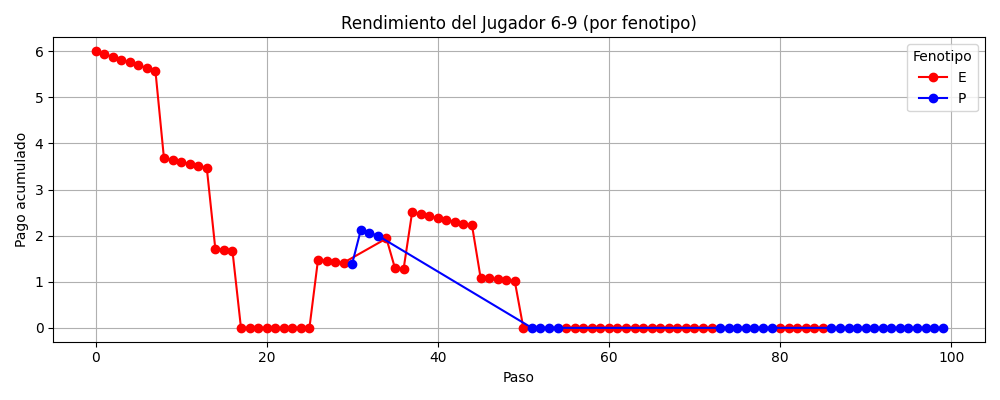 Rendimiento del Jugador 6-9 (por fenotipo)
Pago acumulado
6
5
4
3
2
1
0
Fenotipo
E
P
0 20 40 60 80 100
Paso